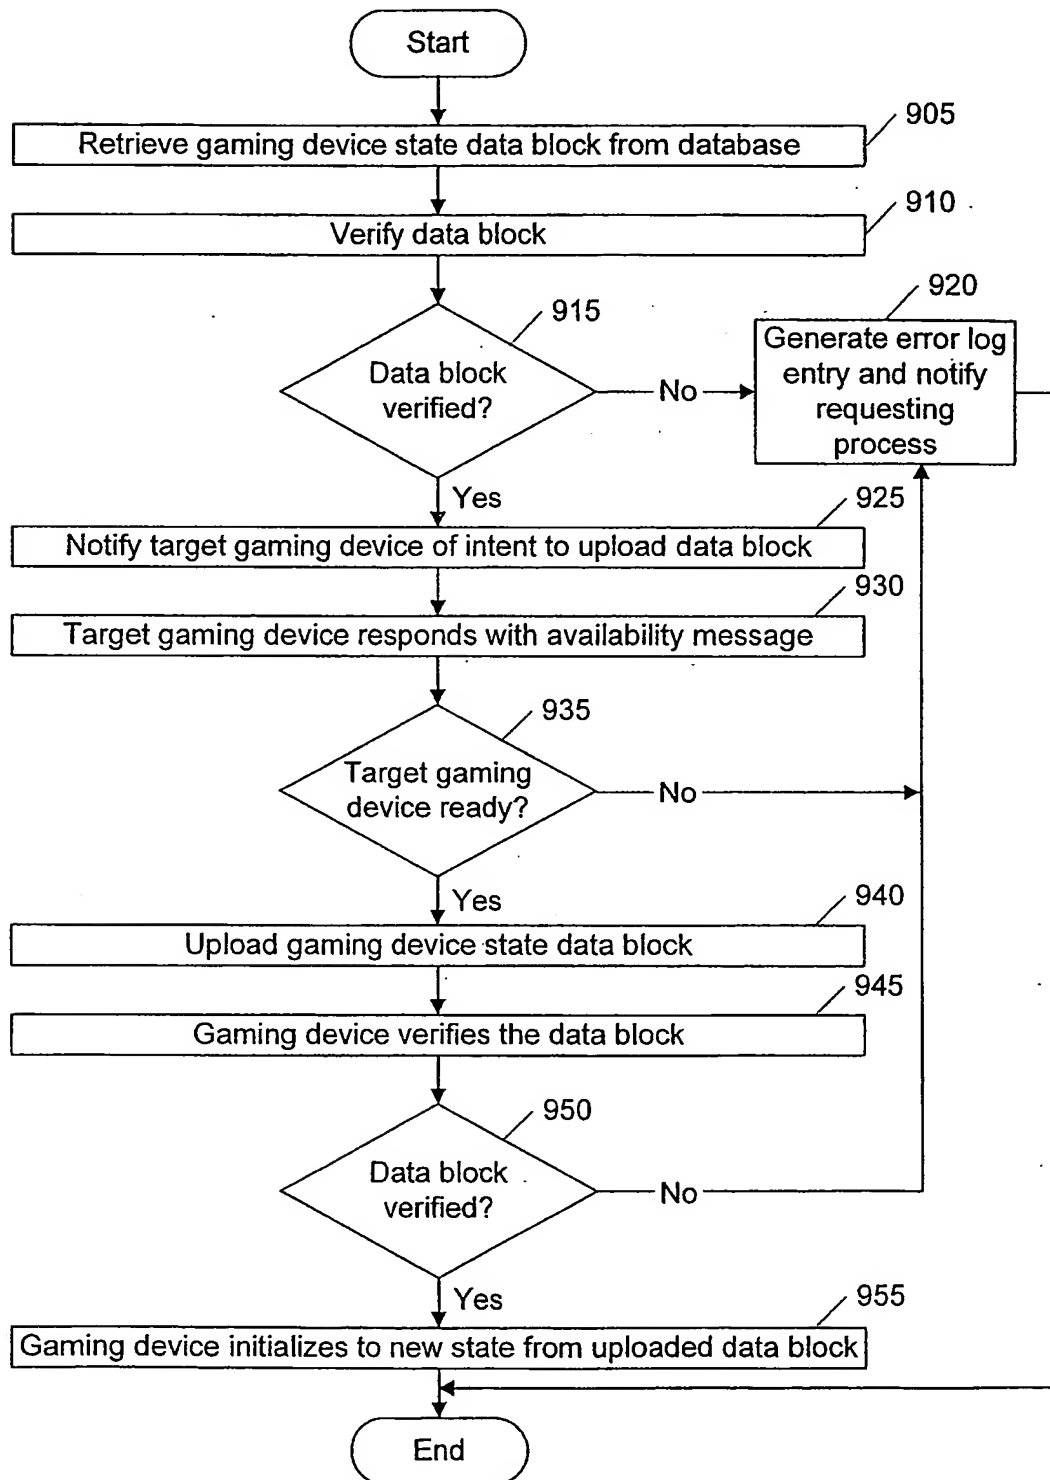 Start
905
Retrieve gaming device state data block from database
910
Verify data block
915
Data block
verified?
No
920
Generate error log
entry and notify
requesting
process
Yes
925
Notify target gaming device of intent to upload data block
930
Target gaming device responds with availability message
935
Target gaming
device ready?
No
Yes
940
Upload gaming device state data block
945
Gaming device verifies the data block
950
Data block
verified?
No
Yes
955
Gaming device initializes to new state from uploaded data block
End